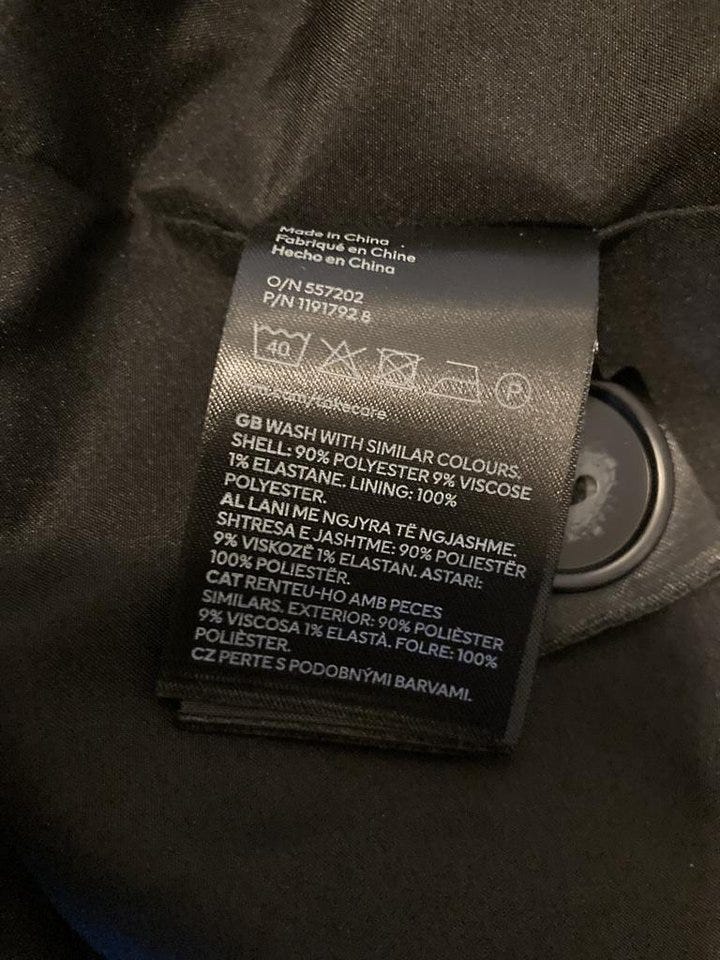 Made in China
Fabriqué en Chine
Hecho en China
O/N 557202
P/N 1191792 8
40
P
hm.com/takecare
GB WASH WITH SIMILAR COLOURS.
SHELL: 90% POLYESTER 9% VISCOSE
1% ELASTANE. LINING: 100%
POLYESTER.
AL LANI ME NGJYRA TË NGJASHME.
SHTRESA E JASHTME: 90% POLIESTËR
9% VISKOZË 1% ELASTAN. ASTARI:
100% POLIESTËR.
CAT RENTEU-HO AMB PECES
SIMILARS. EXTERIOR: 90% POLIÈSTER
9% VISCOSA 1% ELASTÀ. FOLRE: 100%
POLIÈSTER.
CZ PERTE S PODOBNÝMI BARVAMI.